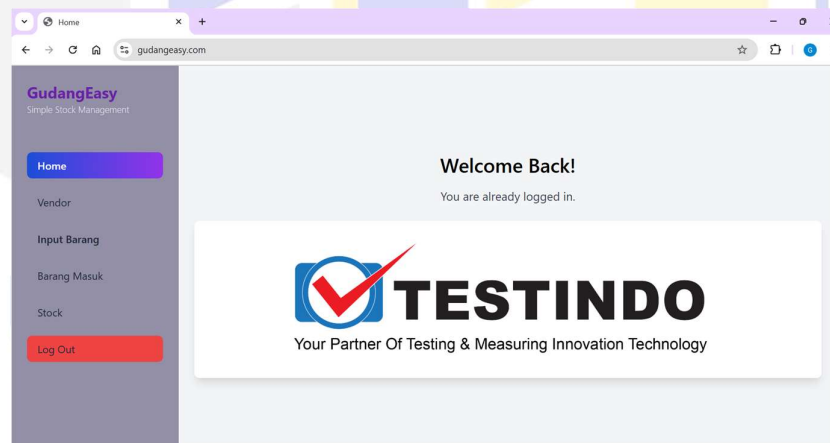 Home
gudangeasy.com
G
GudangEasy
Simple Stock Management
Home
Vendor
Input Barang
Barang Masuk
Stock
Log Out
Welcome Back!
You are already logged in.
TESTINDO
Your Partner Of Testing & Measuring Innovation Technology